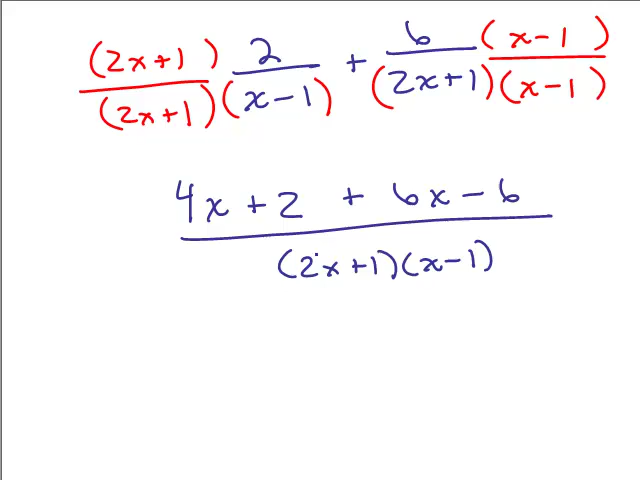 (2x+1) 2 + 6 (x-1)
(2x+1) (x-1) (2x+1) (x-1)
4x + 2 + 6x - 6
(2x+1)(x-1)